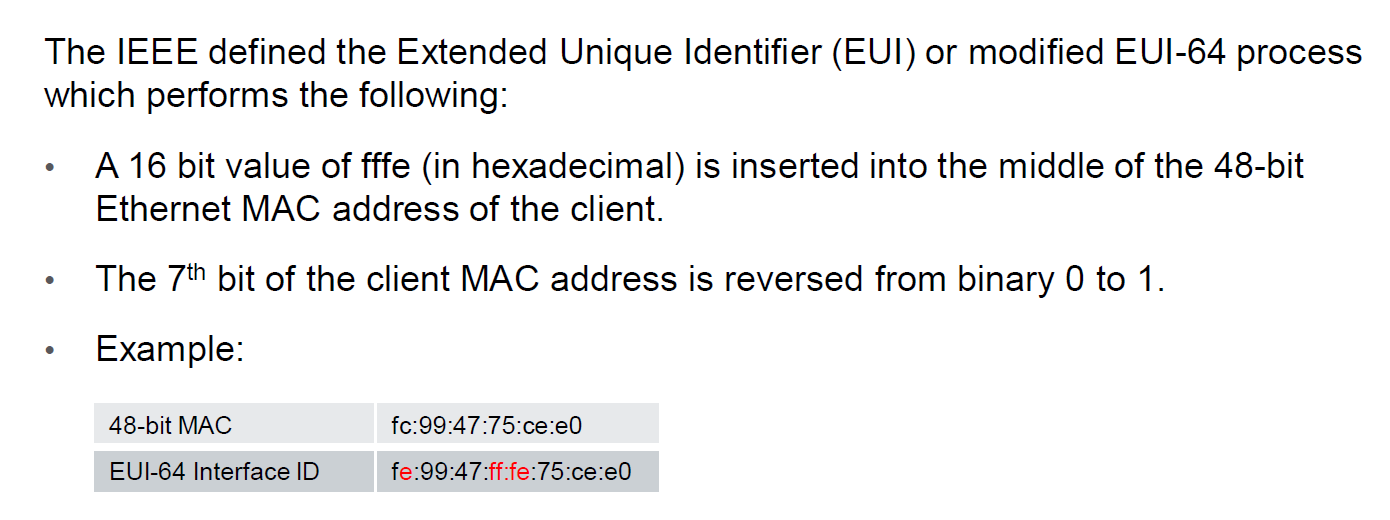 The IEEE defined the Extended Unique Identifier (EUI) or modified EUI-64 process
which performs the following:
• A 16 bit value of fffe (in hexadecimal) is inserted into the middle of the 48-bit
Ethernet MAC address of the client.
• The 7th bit of the client MAC address is reversed from binary 0 to 1.
• Example:
48-bit MAC fc:99:47:75:ce:e0
EUI-64 Interface ID fe:99:47:ff:fe:75:ce:e0